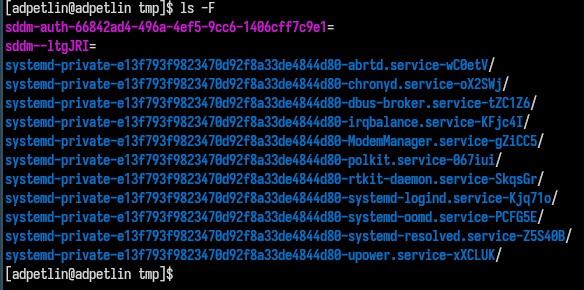 [adpetlin@adpetlin tmp]$ ls -F
sddm-auth-66842ad4-496a-4ef5-9cc6-1406cff7c9e1=
sddm--ltgJRI=
systemd-private-e13f793f9823470d92f8a33de4844d80-abrtd.service-wC0etV/
systemd-private-e13f793f9823470d92f8a33de4844d80-chronyd.service-oX2SWj/
systemd-private-e13f793f9823470d92f8a33de4844d80-dbus-broker.service-tZC1Z6/
systemd-private-e13f793f9823470d92f8a33de4844d80-irqbalance.service-KFjc4I/
systemd-private-e13f793f9823470d92f8a33de4844d80-ModemManager.service-gZiCC5/
systemd-private-e13f793f9823470d92f8a33de4844d80-polkit.service-067iui/
systemd-private-e13f793f9823470d92f8a33de4844d80-rtkit-daemon.service-SkqsGr/
systemd-private-e13f793f9823470d92f8a33de4844d80-systemd-logind.service-Kjq71o/
systemd-private-e13f793f9823470d92f8a33de4844d80-systemd-oomd.service-PCFG5E/
systemd-private-e13f793f9823470d92f8a33de4844d80-systemd-resolved.service-Z5S40B/
systemd-private-e13f793f9823470d92f8a33de4844d80-upower.service-xXCLUK/
[adpetlin@adpetlin tmp]$